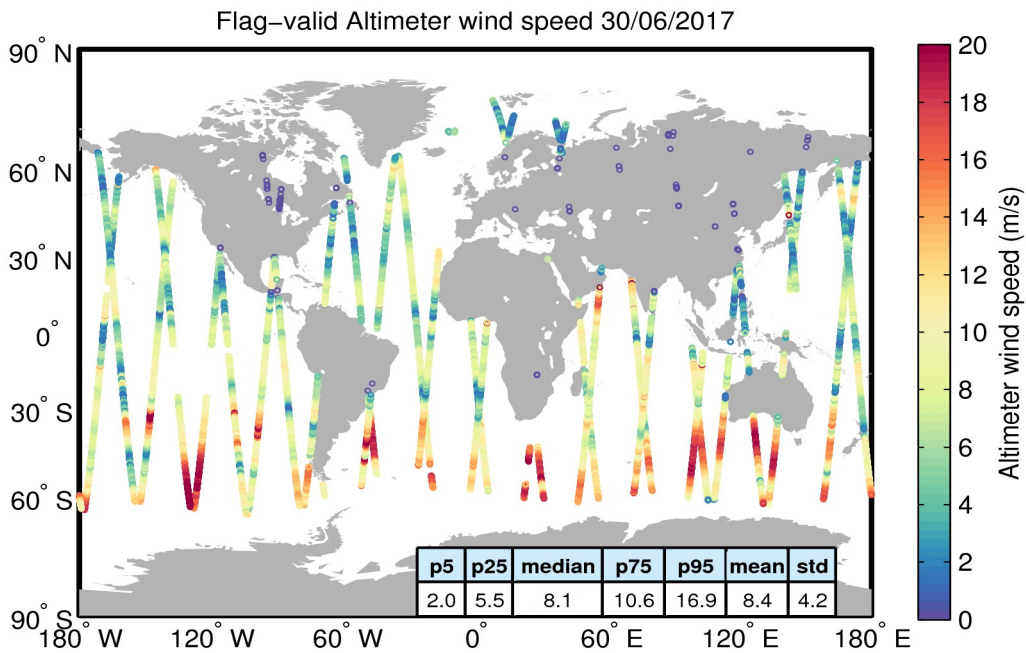 Flag−valid Altimeter wind speed 30/06/2017
90° N
60° N
30° N
0°
30° S
60° S
90° S
180° W
120° W
60° W
0°
60° E
120° E
180° E
p5 p25 median p75 p95 mean std
2.0 5.5 8.1 10.6 16.9 8.4 4.2
20
18
16
14
12
10
8
6
4
2
0
Altimeter wind speed (m/s)